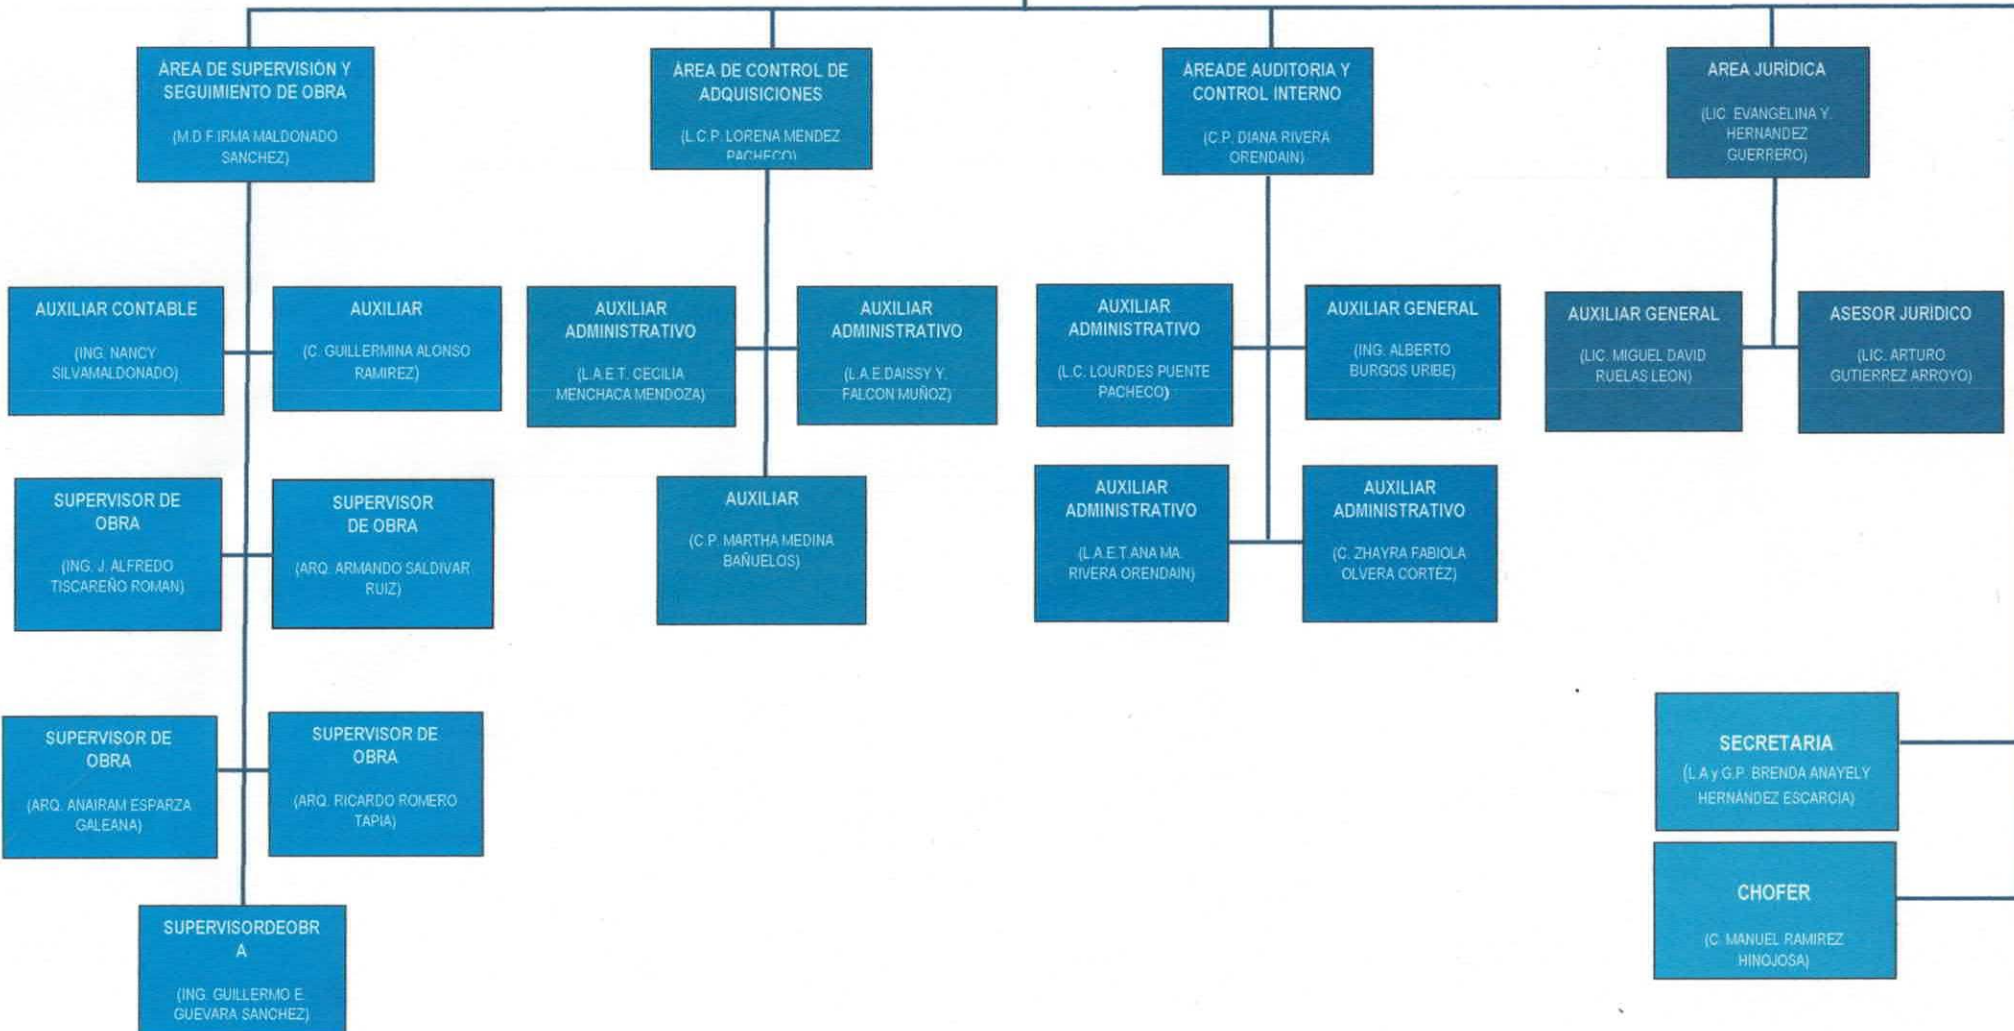 ÁREA DE SUPERVISIÓN Y
SEGUIMIENTO DE OBRA
(M.D.F.IRMA MALDONADO
SANCHEZ)
ÁREA DE CONTROL DE
ADQUISICIONES
(L.C.P. LORENA MENDEZ
PACHECO)
ÁREADE AUDITORIA Y
CONTROL INTERNO
(C.P. DIANA RIVERA
ORENDAIN)
AREA JURÍDICA
(LIC. EVANGELINA Y.
HERNANDEZ
GUERRERO)
AUXILIAR CONTABLE
(ING. NANCY
SILVAMALDONADO)
AUXILIAR
(C. GUILLERMINA ALONSO
RAMIREZ)
AUXILIAR
ADMINISTRATIVO
(L.A.E.T. CECILIA
MENCHACA MENDOZA)
AUXILIAR
ADMINISTRATIVO
(L.A.E.DAISSY Y.
FALCON MUÑOZ)
AUXILIAR
ADMINISTRATIVO
(L.C. LOURDES PUENTE
PACHECO)
AUXILIAR GENERAL
(ING. ALBERTO
BURGOS URIBE)
AUXILIAR GENERAL
(LIC. MIGUEL DAVID
RUELAS LEON)
ASESOR JURÍDICO
(LIC. ARTURO
GUTIERREZ ARROYO)
SUPERVISOR DE
OBRA
(ING. J. ALFREDO
TISCAREÑO ROMAN)
SUPERVISOR
DE OBRA
(ARQ. ARMANDO SALDIVAR
RUIZ)
AUXILIAR
(C.P. MARTHA MEDINA
BAÑUELOS)
AUXILIAR
ADMINISTRATIVO
(L.A.E.T.ANA MA.
RIVERA ORENDAIN)
AUXILIAR
ADMINISTRATIVO
(C. ZHAYRA FABIOLA
OLVERA CORTÉZ)
SUPERVISOR DE
OBRA
(ARQ. ANAIRAM ESPARZA
GALEANA)
SUPERVISOR DE
OBRA
(ARQ. RICARDO ROMERO
TAPIA)
SECRETARIA
(L.A y G.P. BRENDA ANAYELY
HERNÁNDEZ ESCARCIA)
CHOFER
(C. MANUEL RAMIREZ
HINOJOSA)
SUPERVISORDEOBR
A
(ING. GUILLERMO E.
GUEVARA SANCHEZ)